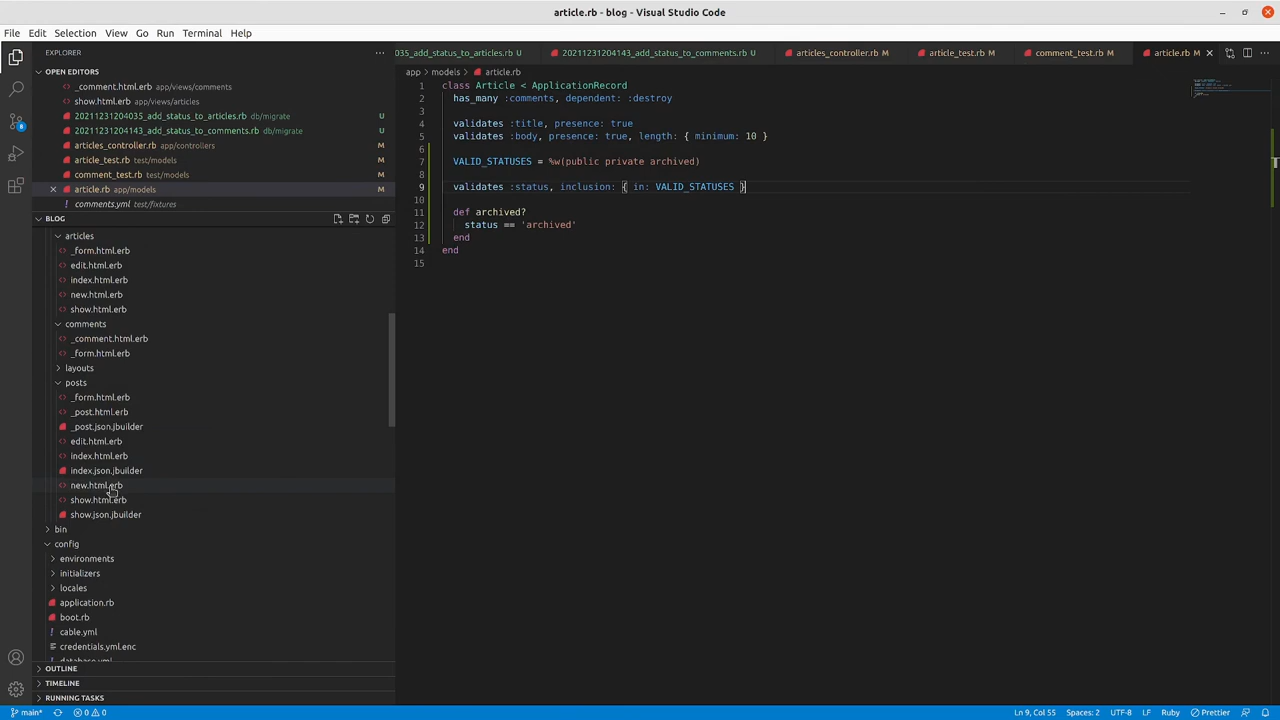 article.rb - blog - Visual Studio Code
File Edit Selection View Go Run Terminal Help
EXPLORER
035_add_status_to_articles.rb U
20211231204143_add_status_to_comments.rb U
articles_controller.rb M
article_test.rb M
comment_test.rb M
article.rb M
OPEN EDITORS
_comment.html.erb app/views/comments
show.html.erb app/views/articles
20211231204035_add_status_to_articles.rb db/migrate U
20211231204143_add_status_to_comments.rb db/migrate U
articles_controller.rb app/controllers M
article_test.rb test/models M
comment_test.rb test/models M
article.rb app/models M
comments.yml test/fixtures
BLOG
articles
_form.html.erb
edit.html.erb
index.html.erb
new.html.erb
show.html.erb
comments
_comment.html.erb
_form.html.erb
layouts
posts
_form.html.erb
_post.html.erb
_post.json.jbuilder
edit.html.erb
index.html.erb
index.json.jbuilder
new.html.erb
show.html.erb
show.json.jbuilder
bin
config
environments
initializers
locales
application.rb
boot.rb
cable.yml
credentials.yml.enc
database.yml
OUTLINE
TIMELINE
RUNNING TASKS
app > models > article.rb
1 class Article < ApplicationRecord
2 has_many :comments, dependent: :destroy
3
4 validates :title, presence: true
5 validates :body, presence: true, length: { minimum: 10 }
6
7 VALID_STATUSES = %w(public private archived)
8
9 validates :status, inclusion: { in: VALID_STATUSES }
10
11 def archived?
12 status == 'archived'
13 end
14 end
15
main* 0 0
Ln 9, Col 55 Spaces: 2 UTF-8 LF Ruby Prettier